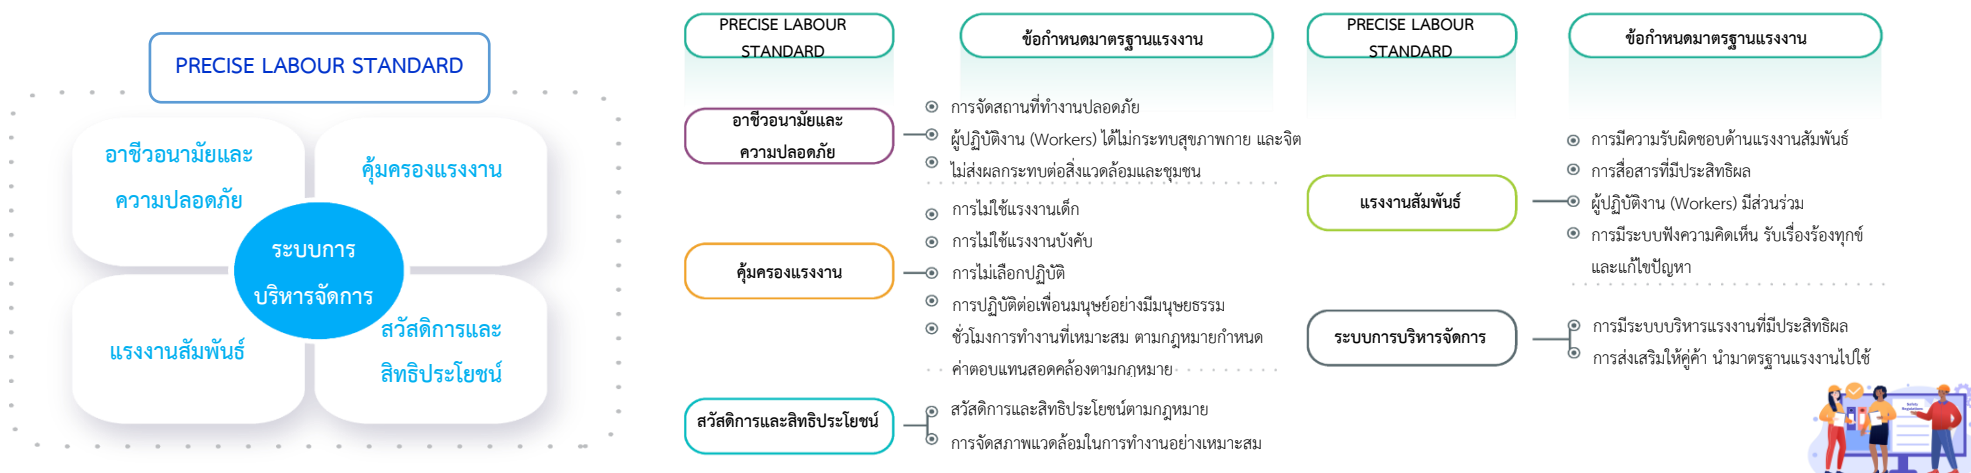 PRECISE LABOUR STANDARD
อาชีวอนามัยและ
ความปลอดภัย
คุ้มครองแรงงาน
ระบบการ
บริหารจัดการ
แรงงานสัมพันธ์
สวัสดิการและ
สิทธิประโยชน์
PRECISE LABOUR
STANDARD
ข้อกำหนดมาตรฐานแรงงาน
อาชีวอนามัยและ
ความปลอดภัย
การจัดสถานที่ทำงานปลอดภัย
ผู้ปฏิบัติงาน (Workers) ได้ไม่กระทบสุขภาพกาย และจิต
ไม่ส่งผลกระทบต่อสิ่งแวดล้อมและชุมชน
คุ้มครองแรงงาน
การไม่ใช้แรงงานเด็ก
การไม่ใช้แรงงานบังคับ
การไม่เลือกปฏิบัติ
การปฏิบัติต่อเพื่อนมนุษย์อย่างมีมนุษยธรรม
ชั่วโมงการทำงานที่เหมาะสม ตามกฎหมายกำหนด
ค่าตอบแทนสอดคล้องตามกฎหมาย
สวัสดิการและสิทธิประโยชน์
สวัสดิการและสิทธิประโยชน์ตามกฎหมาย
การจัดสภาพแวดล้อมในการทำงานอย่างเหมาะสม
PRECISE LABOUR
STANDARD
ข้อกำหนดมาตรฐานแรงงาน
แรงงานสัมพันธ์
การมีความรับผิดชอบด้านแรงงานสัมพันธ์
การสื่อสารที่มีประสิทธิผล
ผู้ปฏิบัติงาน (Workers) มีส่วนร่วม
การมีระบบฟังความคิดเห็น รับเรื่องร้องทุกข์
และแก้ไขปัญหา
ระบบการบริหารจัดการ
การมีระบบบริหารแรงงานที่มีประสิทธิผล
การส่งเสริมให้คู่ค้า นำมาตรฐานแรงงานไปใช้
Safety
Regulations